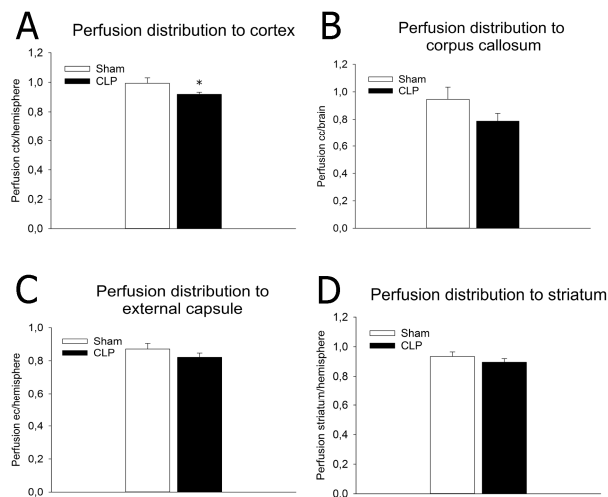 A
Perfusion distribution to cortex
1,2
1,0
0,8
0,6
0,4
0,2
0,0
Perfusion ctx/hemisphere
Sham
CLP
*
B
Perfusion distribution to
corpus callosum
1,2
1,0
0,8
0,6
0,4
0,2
0,0
Perfusion cc/brain
Sham
CLP
C
Perfusion distribution to
external capsule
1,0
0,8
0,6
0,4
0,2
0,0
Perfusion ec/hemisphere
Sham
CLP
D
Perfusion distribution to striatum
1,2
1,0
0,8
0,6
0,4
0,2
0,0
Perfusion striatum/hemisphere
Sham
CLP